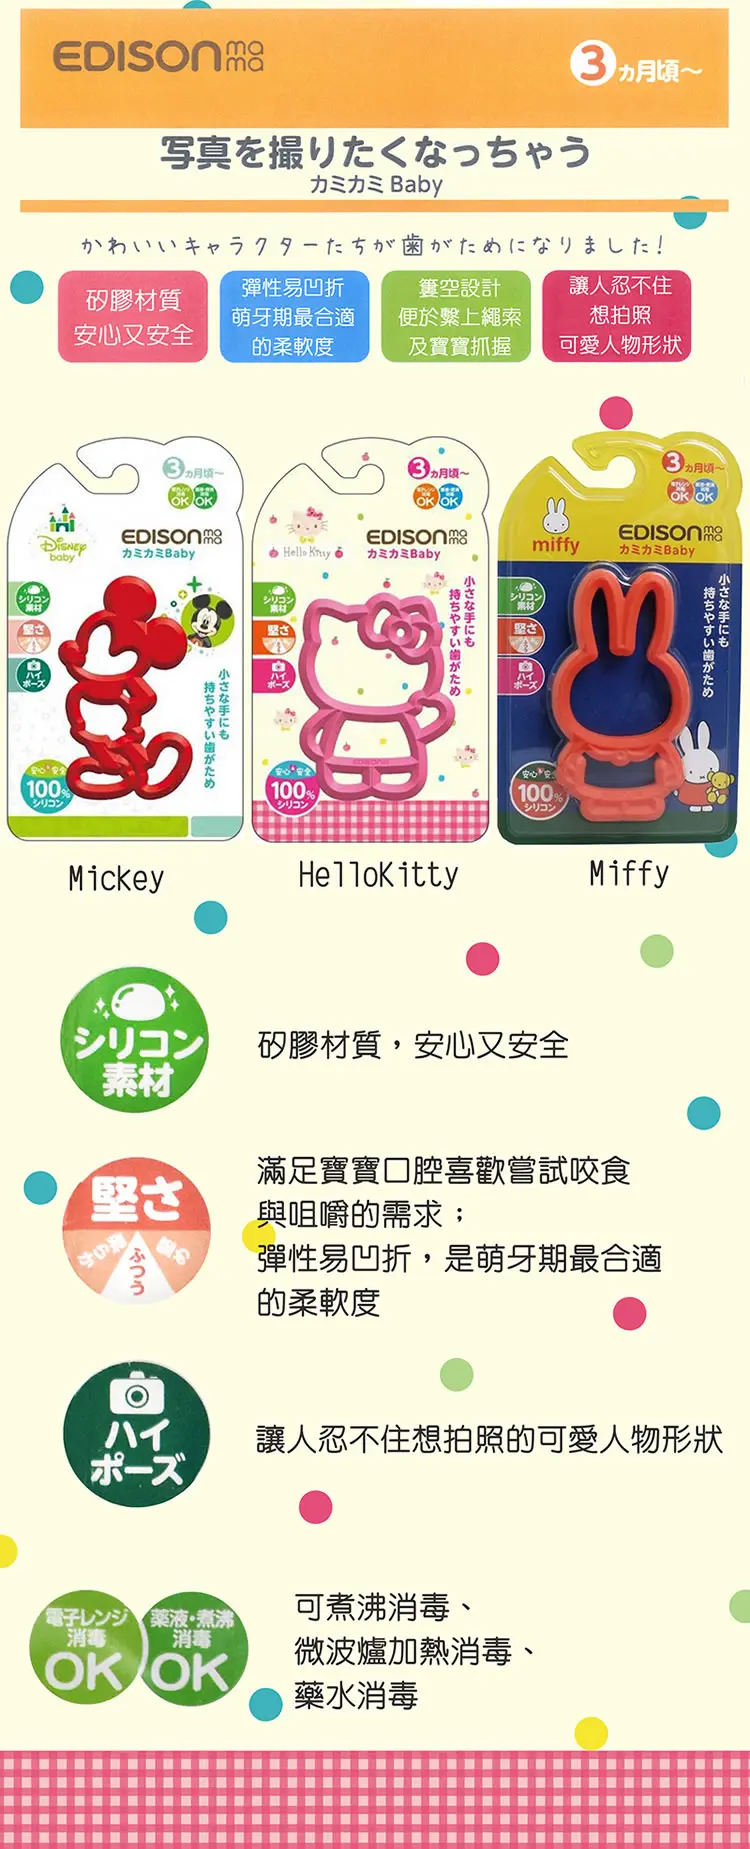 EDISONmama
3ヵ月頃～
写真を撮りたくなっちゃう
カミカミBaby
かわいいキャラクターたちが歯がためになりました!
矽膠材質
安心又安全
彈性易凹折
萌牙期最合適
的柔軟度
簍空設計
便於繫上繩索
及寶寶抓握
讓人忍不住
想拍照
可愛人物形狀
3ヵ月頃～
OK OK
Disney
baby
EDISONmama
カミカミBaby
シリコン
素材
堅さ
ハイ
ポーズ
小さな手にも
持ちやすい歯がため
安心&安全
100%
シリコン
3ヵ月頃～
OK OK
Hello Kitty
EDISONmama
カミカミBaby
シリコン
素材
堅さ
ハイ
ポーズ
小さな手にも
持ちやすい歯がため
EDISON
安心&安全
100%
シリコン
3ヵ月頃～
OK OK
miffy
EDISONmama
カミカミBaby
シリコン
素材
堅さ
ハイ
ポーズ
小さな手にも
持ちやすい歯がため
安心&安全
100%
シリコン
Mickey
HelloKitty
Miffy
シリコン
素材
矽膠材質，安心又安全
堅さ
ふつう
滿足寶寶口腔喜歡嘗試咬食
與咀嚼的需求；
彈性易凹折，是萌牙期最合適
的柔軟度
ハイ
ポーズ
讓人忍不住想拍照的可愛人物形狀
電子レンジ
消毒
OK
薬液・煮沸
消毒
OK
可煮沸消毒、
微波爐加熱消毒、
藥水消毒